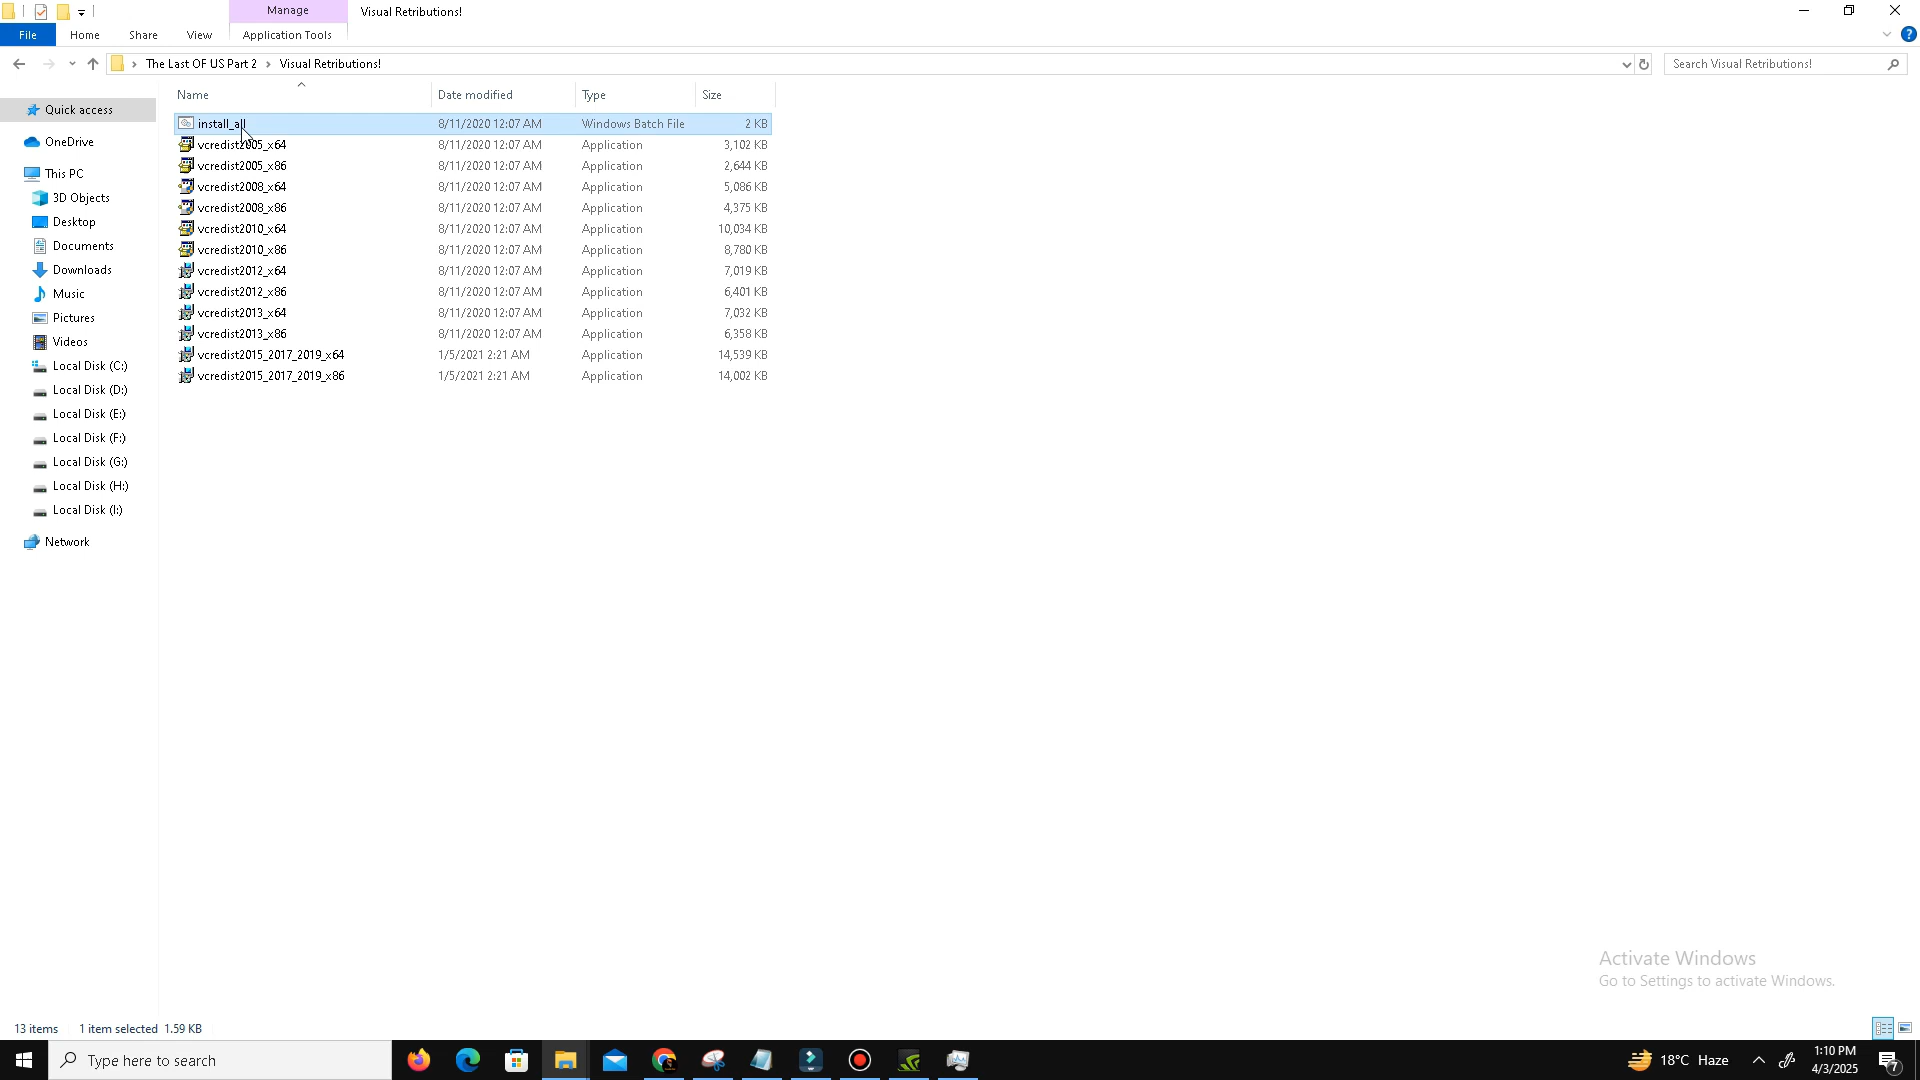 Manage
Visual Retributions!
File
Home
Share
View
Application Tools
The Last OF US Part 2 > Visual Retributions!
Search Visual Retributions!
Name
Date modified
Type
Size
Quick access
OneDrive
This PC
3D Objects
Desktop
Documents
Downloads
Music
Pictures
Videos
Local Disk (C:)
Local Disk (D:)
Local Disk (E:)
Local Disk (F:)
Local Disk (G:)
Local Disk (H:)
Local Disk (I:)
Network
install_all 8/11/2020 12:07 AM Windows Batch File 2 KB
vcredist2005_x64 8/11/2020 12:07 AM Application 3,102 KB
vcredist2005_x86 8/11/2020 12:07 AM Application 2,644 KB
vcredist2008_x64 8/11/2020 12:07 AM Application 5,086 KB
vcredist2008_x86 8/11/2020 12:07 AM Application 4,375 KB
vcredist2010_x64 8/11/2020 12:07 AM Application 10,034 KB
vcredist2010_x86 8/11/2020 12:07 AM Application 8,780 KB
vcredist2012_x64 8/11/2020 12:07 AM Application 7,019 KB
vcredist2012_x86 8/11/2020 12:07 AM Application 6,401 KB
vcredist2013_x64 8/11/2020 12:07 AM Application 7,032 KB
vcredist2013_x86 8/11/2020 12:07 AM Application 6,358 KB
vcredist2015_2017_2019_x64 1/5/2021 2:21 AM Application 14,539 KB
vcredist2015_2017_2019_x86 1/5/2021 2:21 AM Application 14,002 KB
Activate Windows
Go to Settings to activate Windows.
13 items 1 item selected 1.59 KB
Type here to search
18°C Haze
1:10 PM
4/3/2025
7